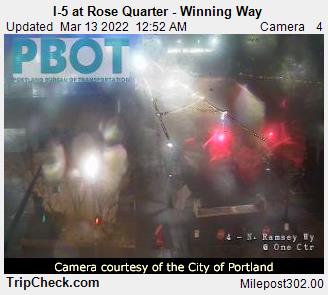 I-5 at Rose Quarter - Winning Way
Updated Mar 13 2022 12:52 AM Camera 4
PBOT
PORTLAND BUREAU OF TRANSPORTATION
4 - N. Ramsey Wy
@ One Ctr
Camera courtesy of the City of Portland
TripCheck.com Milepost302.00